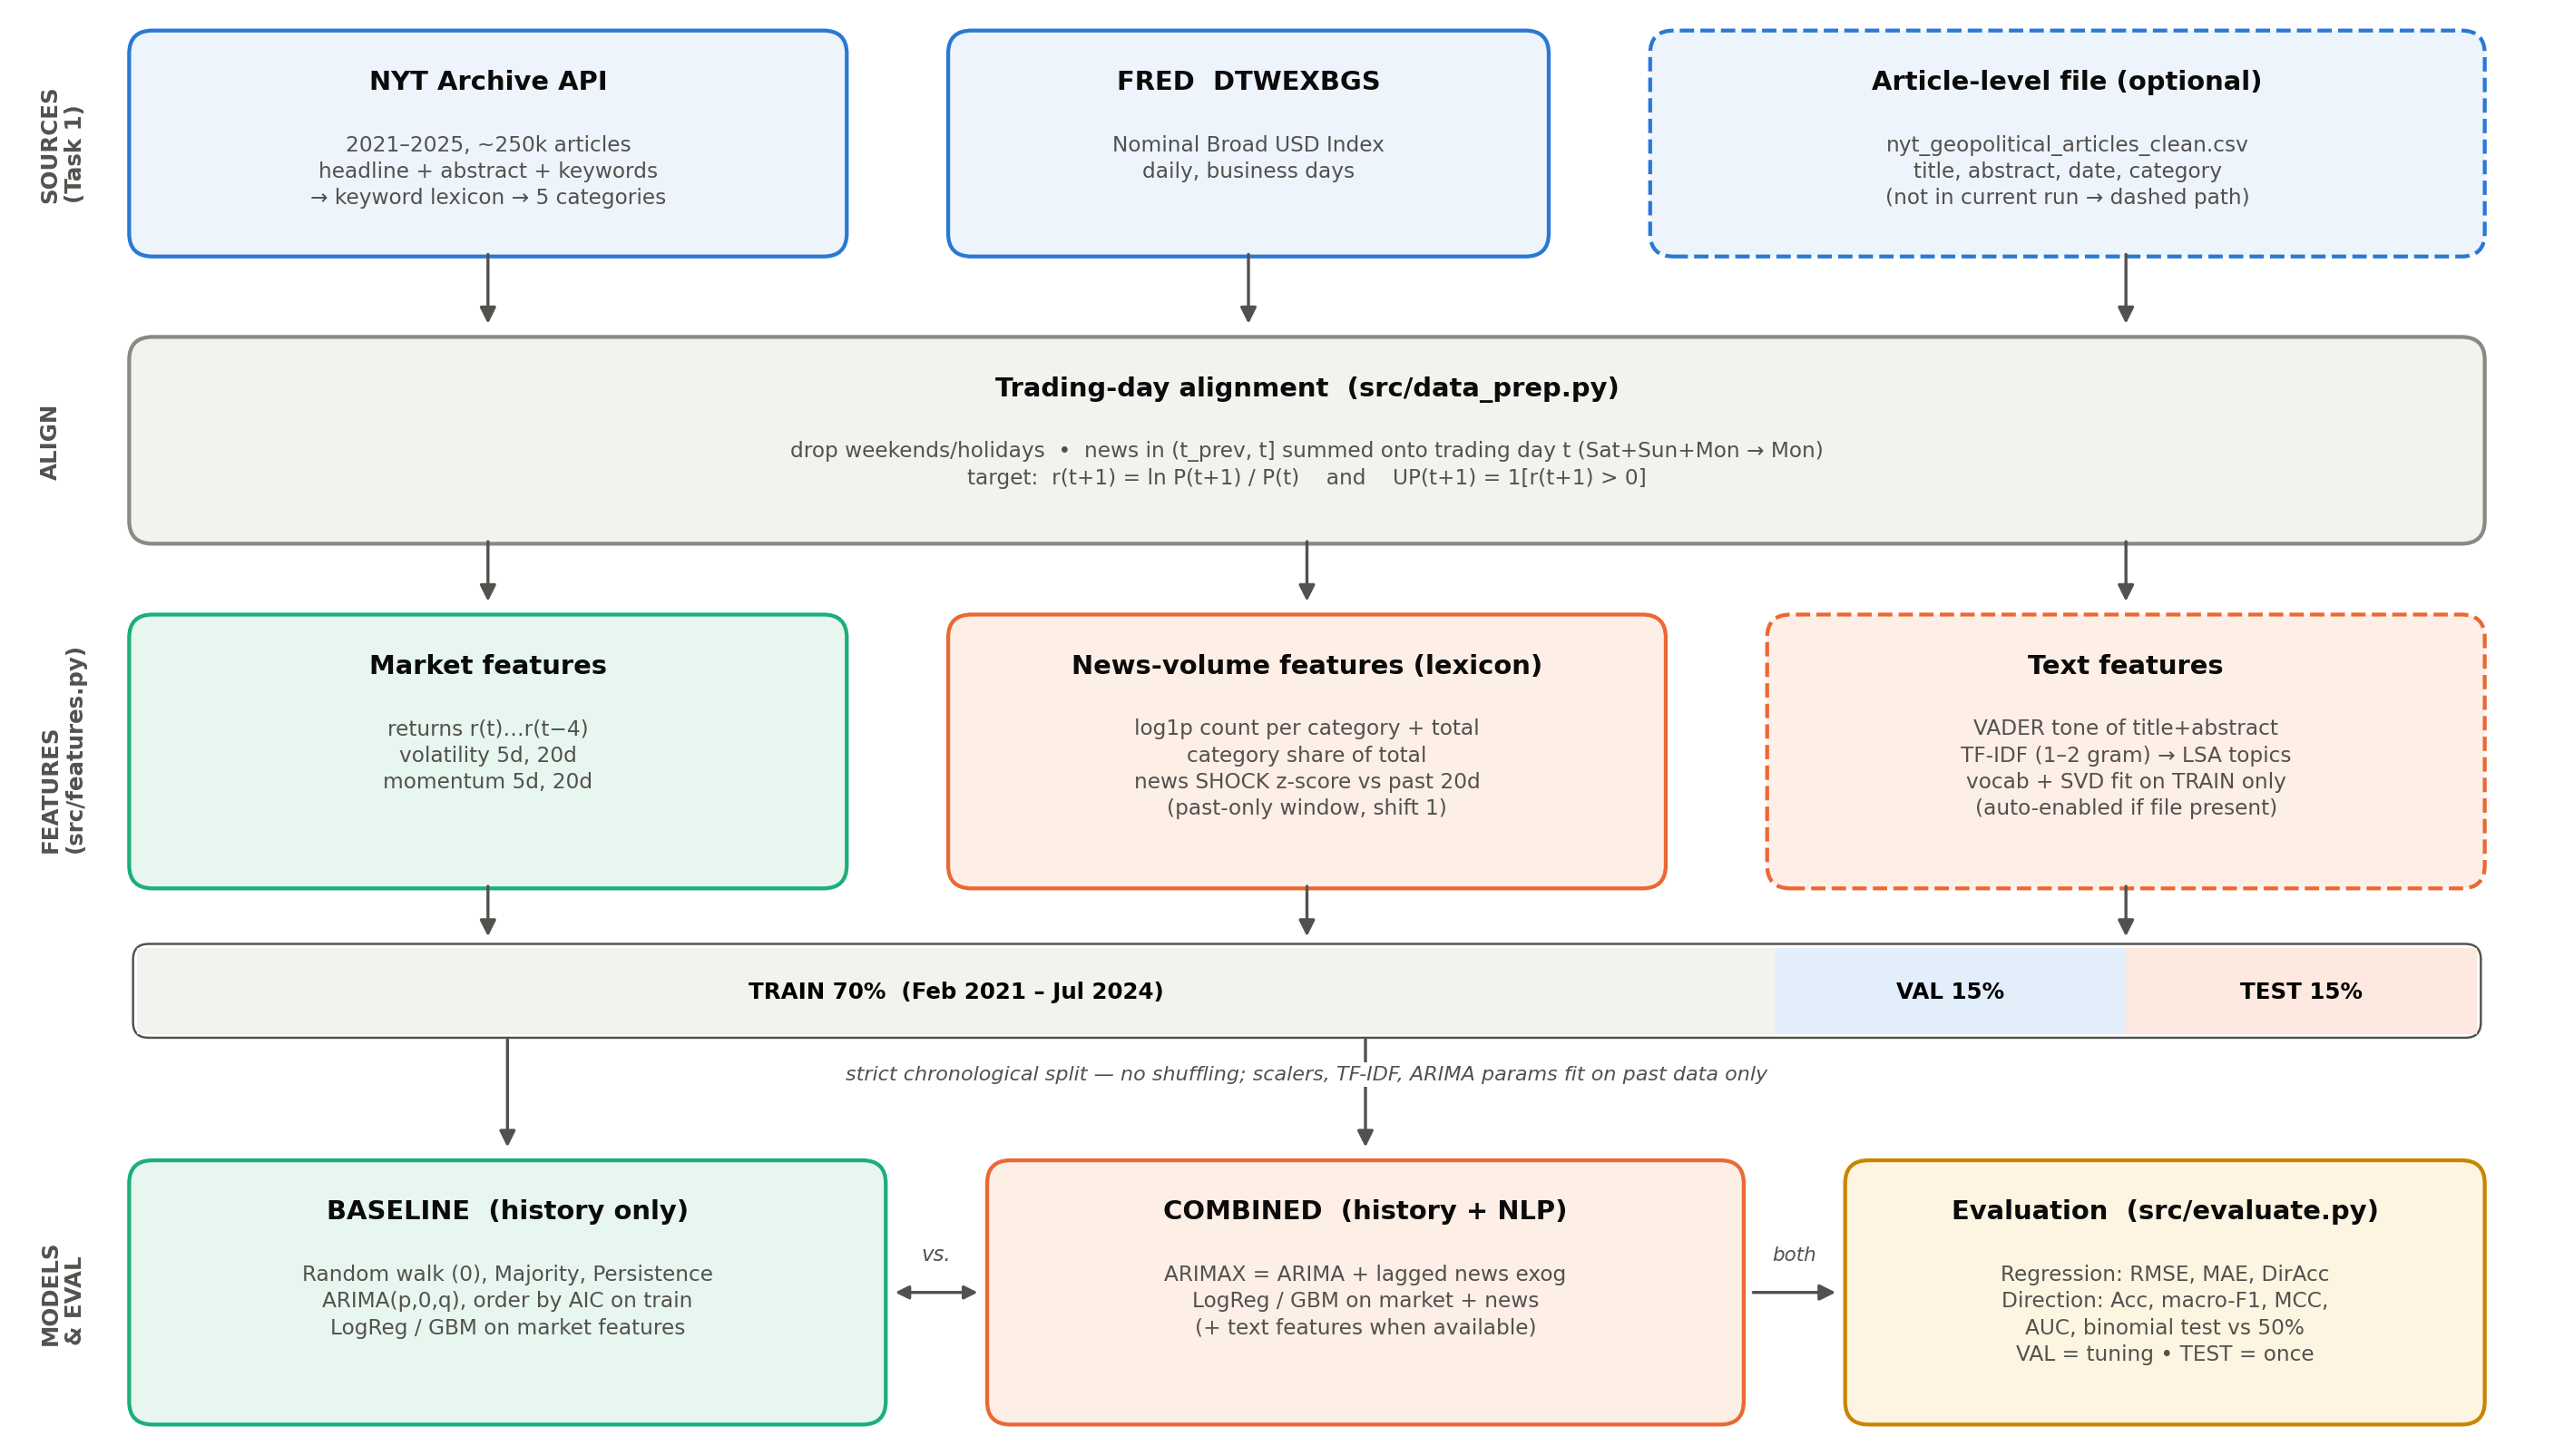 SOURCES
(Task 1)
NYT Archive API
2021–2025, ~250k articles
headline + abstract + keywords
→ keyword lexicon → 5 categories
FRED  DTWEXBGS
Nominal Broad USD Index
daily, business days
Article-level file (optional)
nyt_geopolitical_articles_clean.csv
title, abstract, date, category
(not in current run → dashed path)
ALIGN
Trading-day alignment  (src/data_prep.py)
drop weekends/holidays  •  news in (t_prev, t] summed onto trading day t (Sat+Sun+Mon → Mon)
target:  r(t+1) = ln P(t+1) / P(t)    and    UP(t+1) = 1[r(t+1) > 0]
FEATURES
(src/features.py)
Market features
returns r(t)…r(t−4)
volatility 5d, 20d
momentum 5d, 20d
News-volume features (lexicon)
log1p count per category + total
category share of total
news SHOCK z-score vs past 20d
(past-only window, shift 1)
Text features
VADER tone of title+abstract
TF-IDF (1–2 gram) → LSA topics
vocab + SVD fit on TRAIN only
(auto-enabled if file present)
TRAIN 70%  (Feb 2021 – Jul 2024)
VAL 15%
TEST 15%
strict chronological split — no shuffling; scalers, TF-IDF, ARIMA params fit on past data only
MODELS
& EVAL
BASELINE  (history only)
Random walk (0), Majority, Persistence
ARIMA(p,0,q), order by AIC on train
LogReg / GBM on market features
vs.
COMBINED  (history + NLP)
ARIMAX = ARIMA + lagged news exog
LogReg / GBM on market + news
(+ text features when available)
both
Evaluation  (src/evaluate.py)
Regression: RMSE, MAE, DirAcc
Direction: Acc, macro-F1, MCC,
AUC, binomial test vs 50%
VAL = tuning • TEST = once